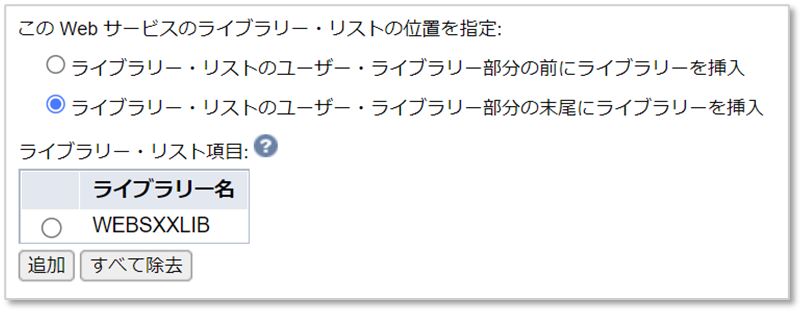 この Web サービスのライブラリー・リストの位置を指定:
ライブラリー・リストのユーザー・ライブラリー部分の前にライブラリーを挿入
ライブラリー・リストのユーザー・ライブラリー部分の末尾にライブラリーを挿入
ライブラリー・リスト項目: ?
ライブラリー名
WEBSXXLIB
追加 すべて除去